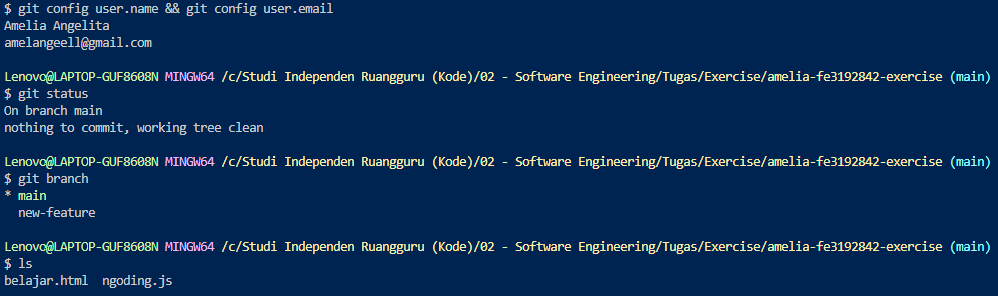 $ git config user.name && git config user.email
Amelia Angelita
amelangeell@gmail.com
Lenovo@LAPTOP-GUF8608N MINGW64 /c/Studi Independen Ruangguru (Kode)/02 - Software Engineering/Tugas/Exercise/amelia-fe3192842-exercise (main)
$ git status
On branch main
nothing to commit, working tree clean
Lenovo@LAPTOP-GUF8608N MINGW64 /c/Studi Independen Ruangguru (Kode)/02 - Software Engineering/Tugas/Exercise/amelia-fe3192842-exercise (main)
$ git branch
* main
  new-feature
Lenovo@LAPTOP-GUF8608N MINGW64 /c/Studi Independen Ruangguru (Kode)/02 - Software Engineering/Tugas/Exercise/amelia-fe3192842-exercise (main)
$ ls
belajar.html  ngoding.js